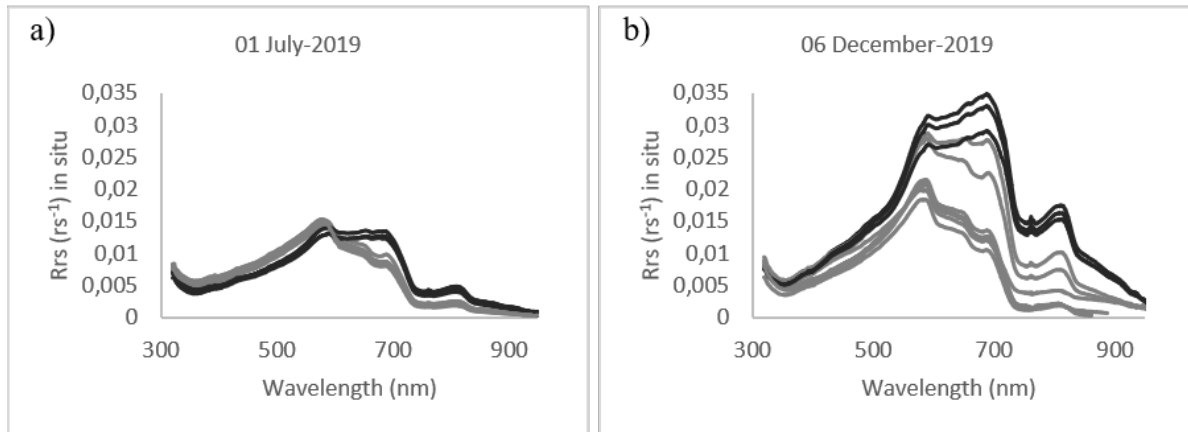 a)
01 July-2019
Rrs (rs⁻¹) in situ
0,035
0,03
0,025
0,02
0,015
0,01
0,005
0
300 500 700 900
Wavelength (nm)
b)
06 December-2019
Rrs (rs⁻¹) in situ
0,035
0,03
0,025
0,02
0,015
0,01
0,005
0
300 500 700 900
Wavelength (nm)